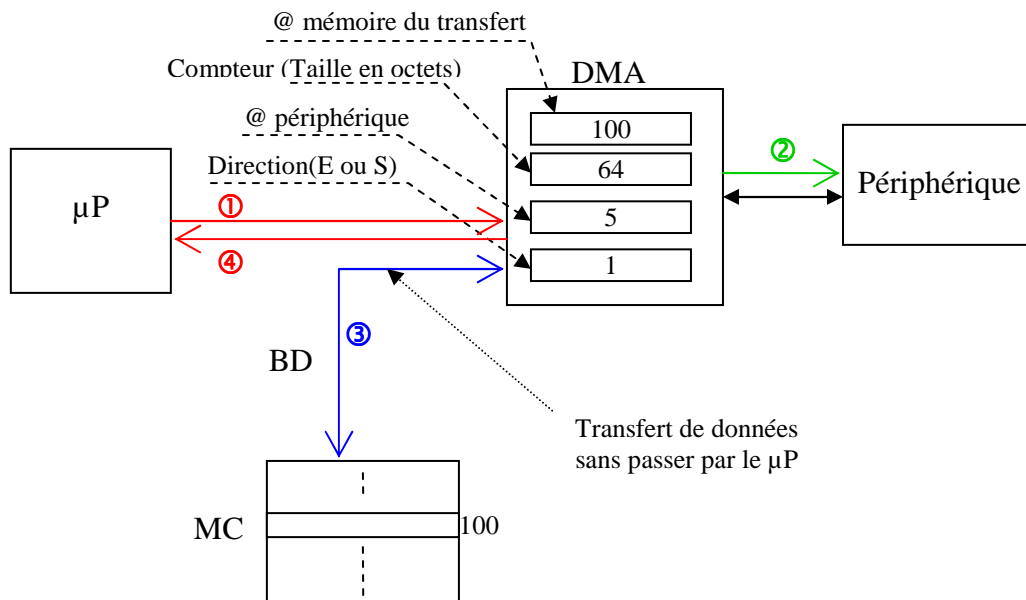 @ mémoire du transfert
Compteur (Taille en octets)
DMA
@ périphérique
100
Direction(E ou S)
64
②
Périphérique
µP
①
5
④
1
③
BD
Transfert de données
sans passer par le µP
MC
100